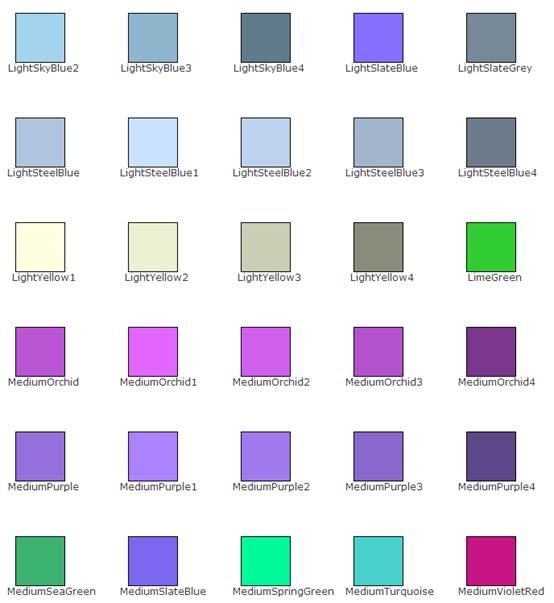 LightSkyBlue2 LightSkyBlue3 LightSkyBlue4 LightSlateBlue LightSlateGrey
LightSteelBlue LightSteelBlue1 LightSteelBlue2 LightSteelBlue3 LightSteelBlue4
LightYellow1 LightYellow2 LightYellow3 LightYellow4 LimeGreen
MediumOrchid MediumOrchid1 MediumOrchid2 MediumOrchid3 MediumOrchid4
MediumPurple MediumPurple1 MediumPurple2 MediumPurple3 MediumPurple4
MediumSeaGreen MediumSlateBlue MediumSpringGreen MediumTurquoise MediumVioletRed